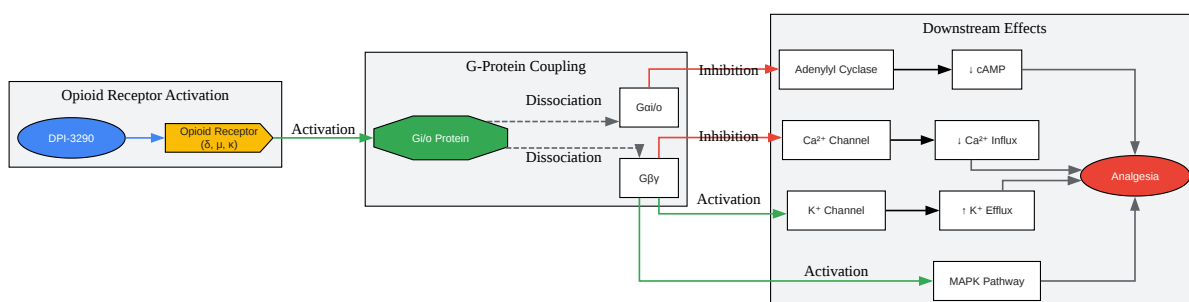 Opioid Receptor Activation
DPI-3290
Opioid Receptor
(δ, μ, κ)
Activation
G-Protein Coupling
Gi/o Protein
Dissociation
Dissociation
Gαi/o
Gβγ
Inhibition
Inhibition
Activation
Activation
Downstream Effects
Adenylyl Cyclase
↓ cAMP
Ca²⁺ Channel
↓ Ca²⁺ Influx
K⁺ Channel
↑ K⁺ Efflux
MAPK Pathway
Analgesia